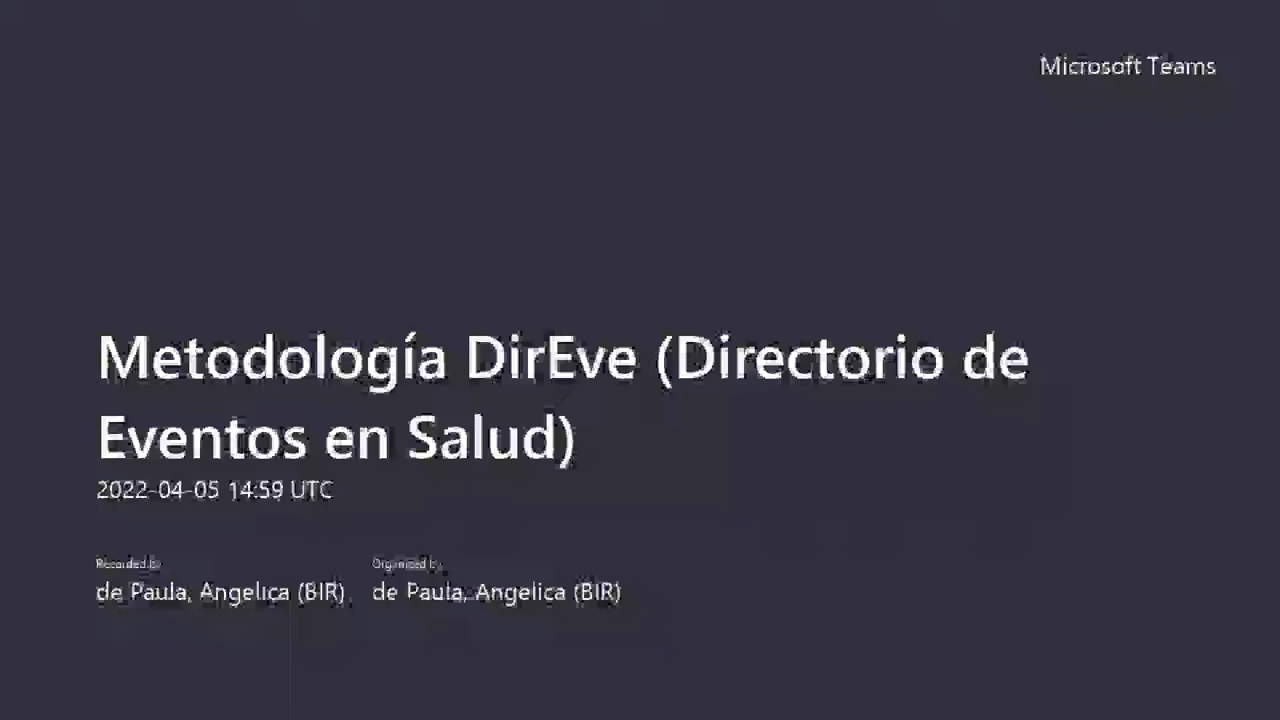 Microsoft Teams
Metodología DirEve (Directorio de
Eventos en Salud)
2022-04-05 14:59 UTC
Recorded by
Organized by
de Paula, Angelica (BIR)
de Paula, Angelica (BIR)